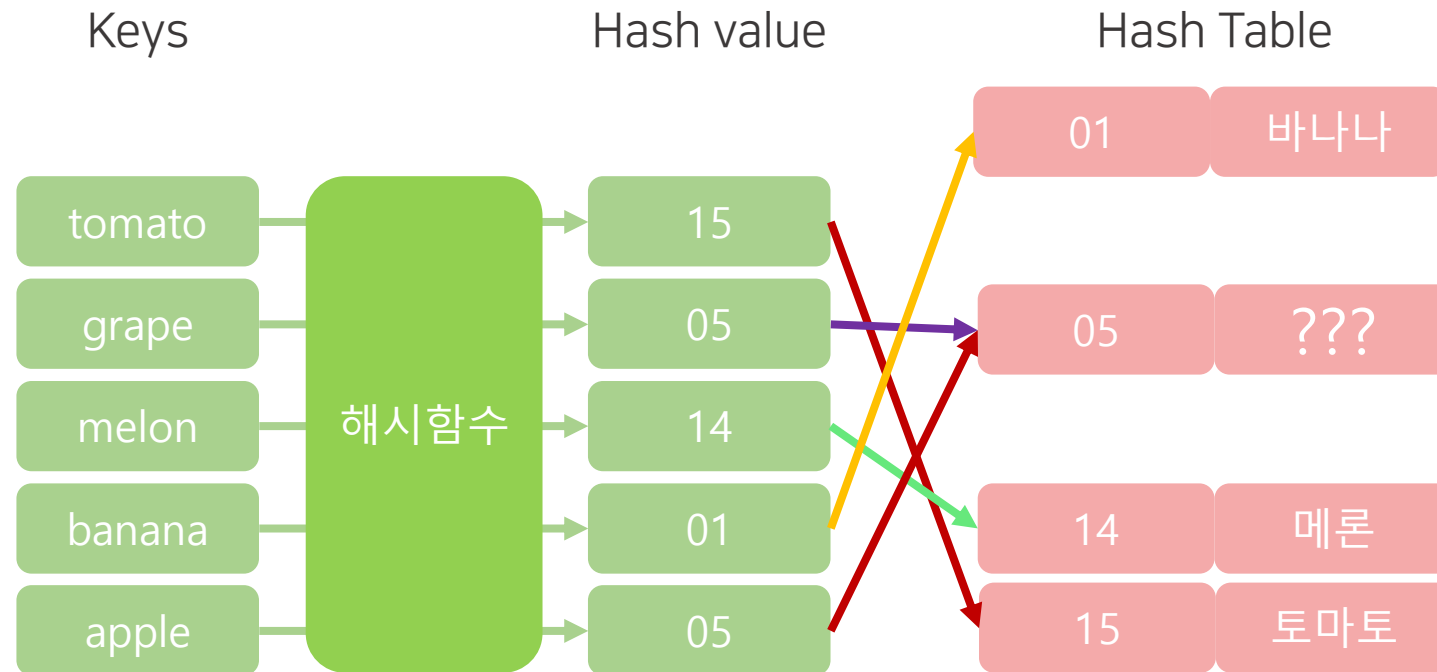 Keys
Hash value
Hash Table
01
바나나
tomato
15
grape
05
05
???
melon
해시함수
14
banana
01
14
메론
apple
05
15
토마토